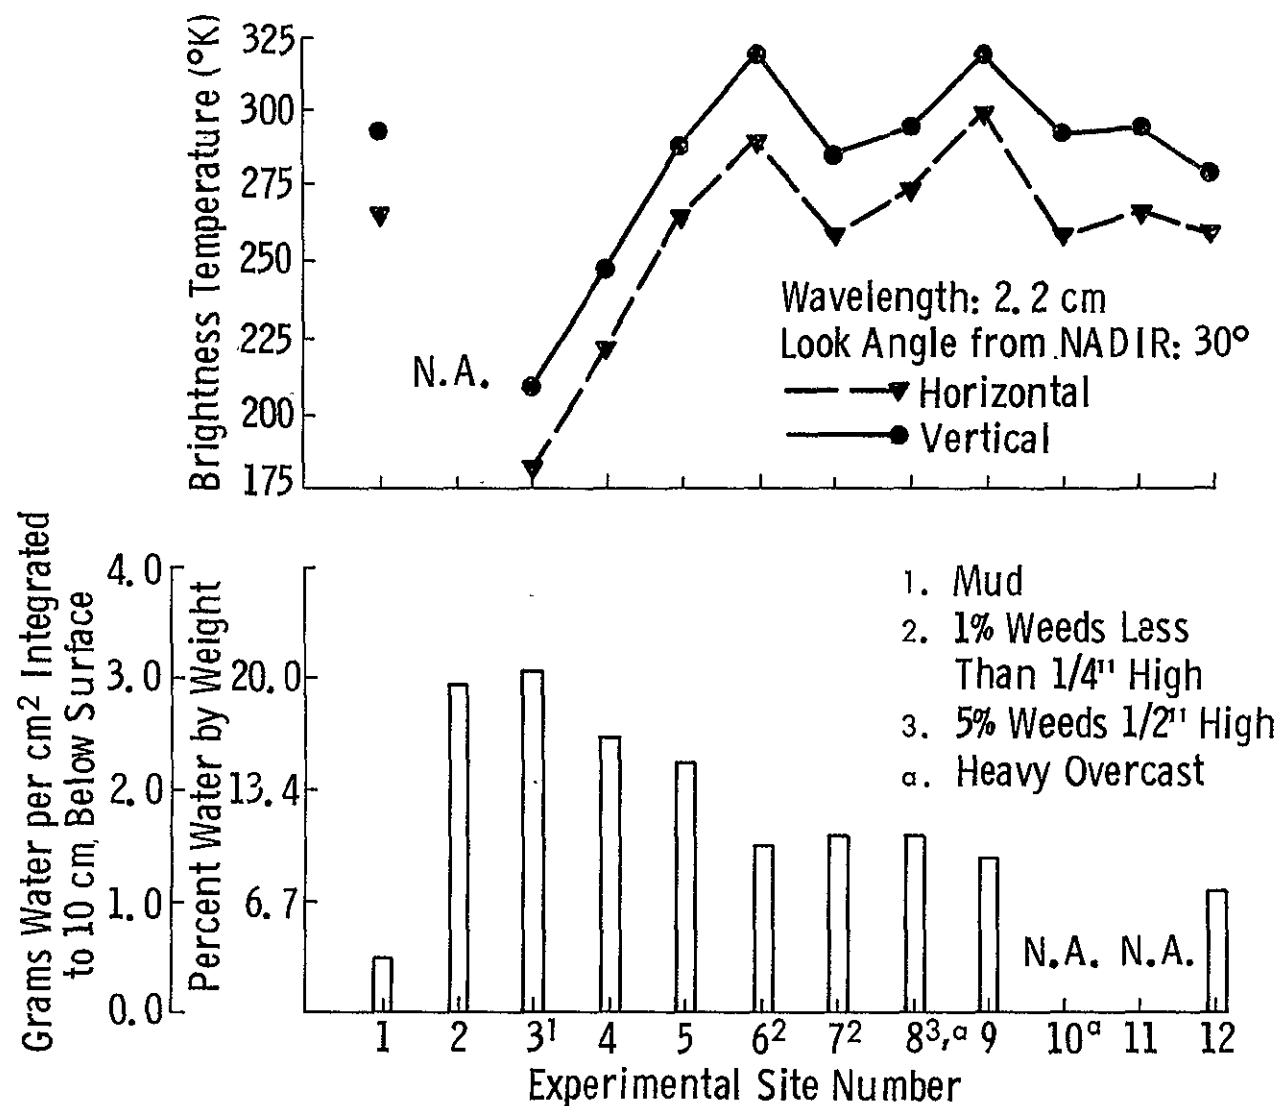 Brightness Temperature (°K)
325
300
275
250
225
200
175
N.A.
Wavelength: 2.2 cm
Look Angle from NADIR: 30°
Horizontal
Vertical
Grams Water per cm² Integrated
to 10 cm, Below Surface
4.0
3.0
2.0
1.0
0.0
Percent Water by Weight
20.0
13.4
6.7
1. Mud
2. 1% Weeds Less
Than 1/4" High
3. 5% Weeds 1/2" High
a. Heavy Overcast
N.A. N.A.
1 2 3¹ 4 5 6² 7² 8³,ᵃ 9 10ᵃ 11 12
Experimental Site Number